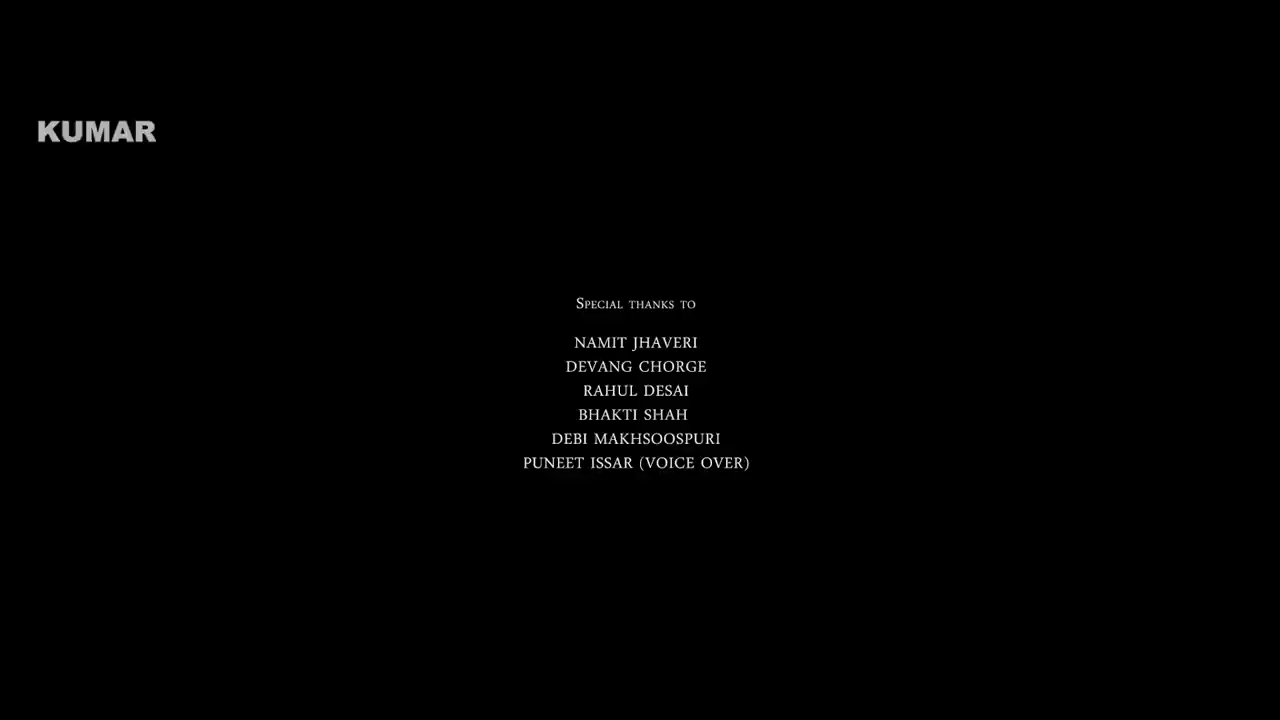 KUMAR
Special thanks to
NAMIT JHAVERI
DEVANG CHORGE
RAHUL DESAI
BHAKTI SHAH
DEBI MAKHSOOSPURI
PUNEET ISSAR (VOICE OVER)